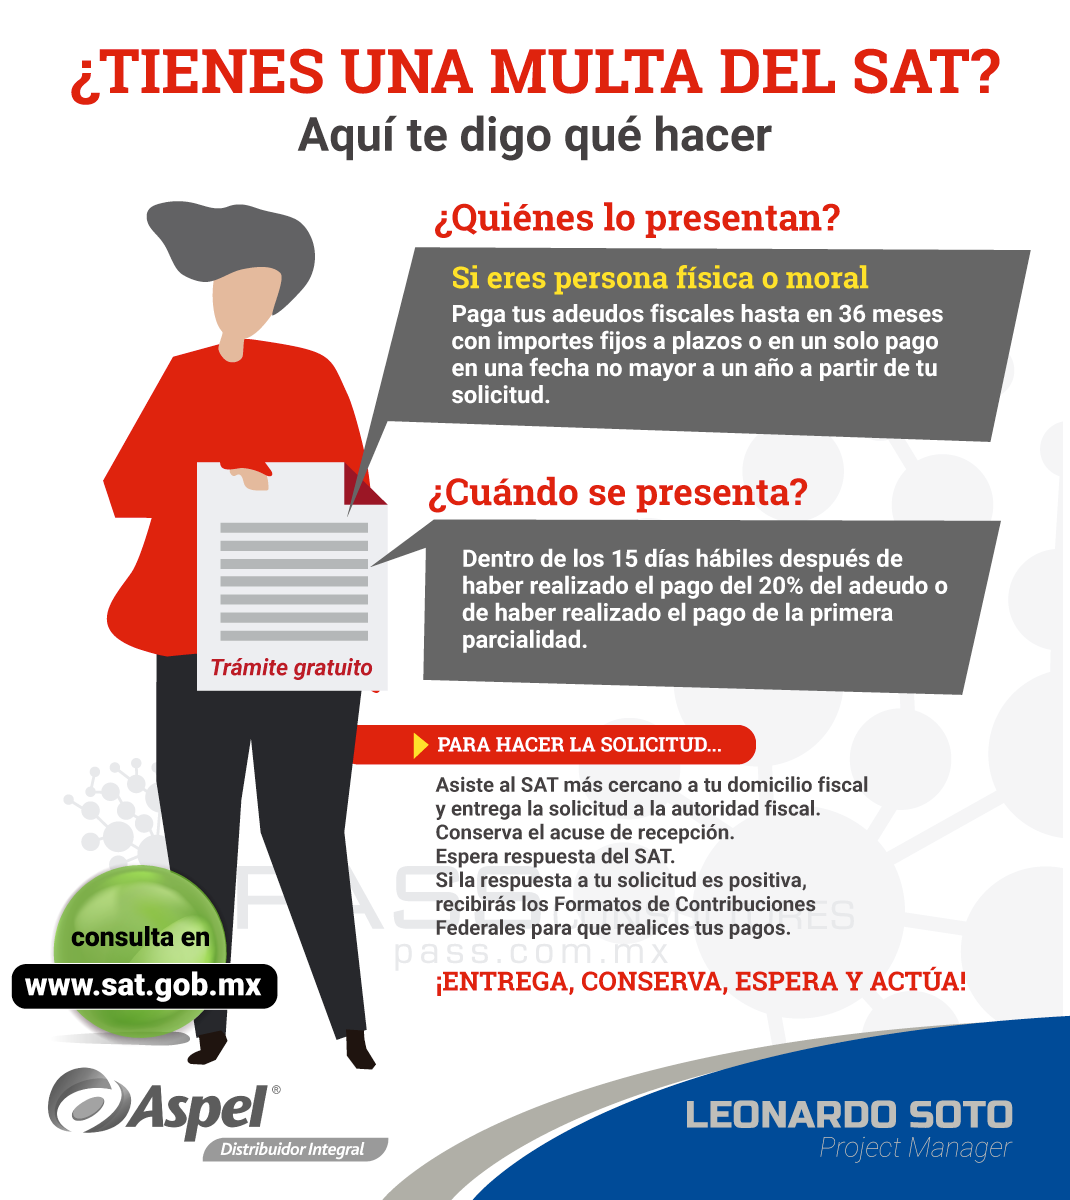 ¿TIENES UNA MULTA DEL SAT?
Aquí te digo qué hacer
¿Quiénes lo presentan?
Si eres persona física o moral
Paga tus adeudos fiscales hasta en 36 meses
con importes fijos a plazos o en un solo pago
en una fecha no mayor a un año a partir de tu
solicitud.
¿Cuándo se presenta?
Dentro de los 15 días hábiles después de
haber realizado el pago del 20% del adeudo o
de haber realizado el pago de la primera
parcialidad.
Trámite gratuito
PARA HACER LA SOLICITUD...
Asiste al SAT más cercano a tu domicilio fiscal
y entrega la solicitud a la autoridad fiscal.
Conserva el acuse de recepción.
Espera respuesta del SAT.
Si la respuesta a tu solicitud es positiva,
recibirás los Formatos de Contribuciones
Federales para que realices tus pagos.
PASS CONSULTORES
pass.com.mx
¡ENTREGA, CONSERVA, ESPERA Y ACTÚA!
consulta en
www.sat.gob.mx
Aspel®
Distribuidor Integral
LEONARDO SOTO
Project Manager